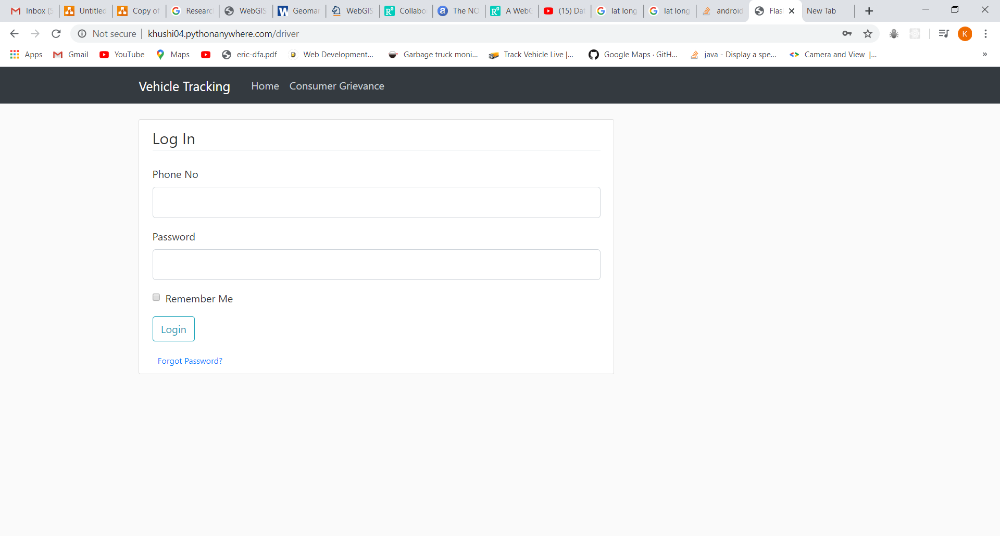 Inbox (5 Untitled Copy of Research WebGIS Geomar WebGIS Collabo The NO A WebG (15) Dat lat long lat long android Flas New Tab
Not secure khushi04.pythonanywhere.com/driver K
Apps Gmail YouTube Maps eric-dfa.pdf Web Development... Garbage truck moni... Track Vehicle Live |... Google Maps · GitH... java - Display a spe... Camera and View |... »
Vehicle Tracking Home Consumer Grievance
Log In
Phone No
Password
Remember Me
Login
Forgot Password?